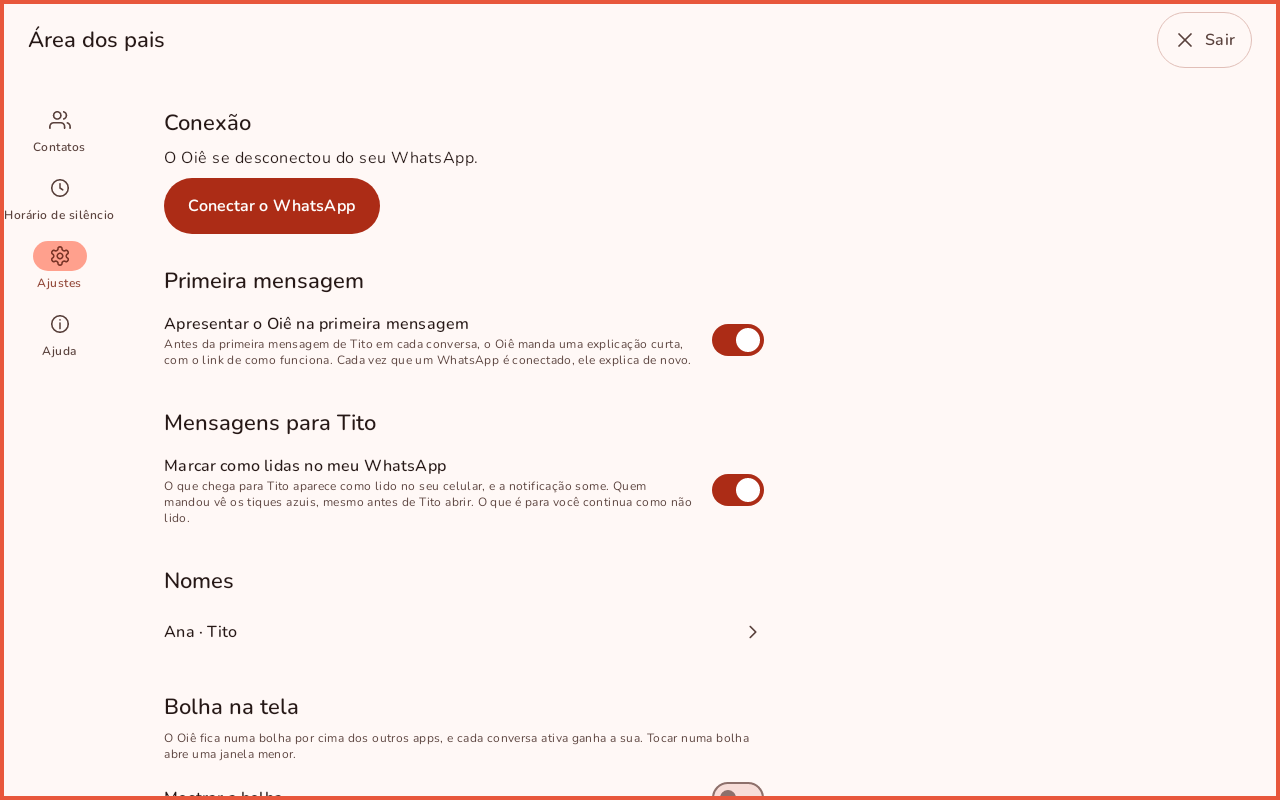 Área dos pais
Sair
Contatos
Horário de silêncio
Ajustes
Ajuda
Conexão
O Oiê se desconectou do seu WhatsApp.
Conectar o WhatsApp
Primeira mensagem
Apresentar o Oiê na primeira mensagem
Antes da primeira mensagem de Tito em cada conversa, o Oiê manda uma explicação curta,
com o link de como funciona. Cada vez que um WhatsApp é conectado, ele explica de novo.
Mensagens para Tito
Marcar como lidas no meu WhatsApp
O que chega para Tito aparece como lido no seu celular, e a notificação some. Quem
mandou vê os tiques azuis, mesmo antes de Tito abrir. O que é para você continua como não
lido.
Nomes
Ana · Tito
Bolha na tela
O Oiê fica numa bolha por cima dos outros apps, e cada conversa ativa ganha a sua. Tocar numa bolha
abre uma janela menor.
Mostrar a bolha